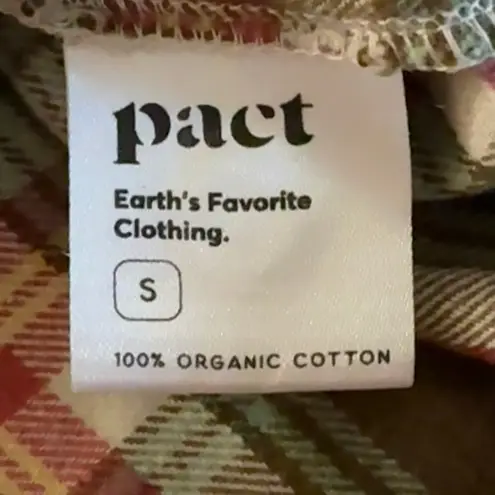 pact
Earth's Favorite
Clothing.
S
100% ORGANIC COTTON